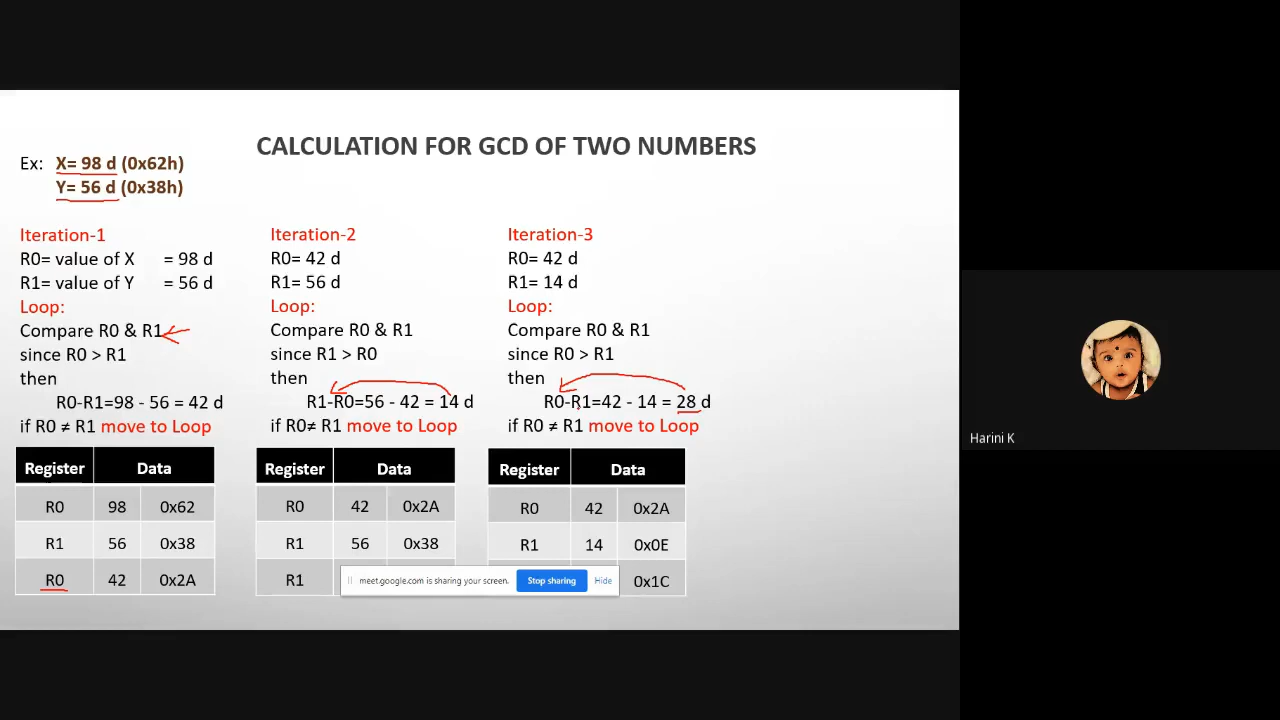 CALCULATION FOR GCD OF TWO NUMBERS
Ex: X= 98 d (0x62h)
Y= 56 d (0x38h)
Iteration-1
R0= value of X = 98 d
R1= value of Y = 56 d
Loop:
Compare R0 & R1
since R0 > R1
then
R0-R1=98 - 56 = 42 d
if R0 ≠ R1 move to Loop
Register Data
R0 98 0x62
R1 56 0x38
R0 42 0x2A
Iteration-2
R0= 42 d
R1= 56 d
Loop:
Compare R0 & R1
since R1 > R0
then
R1-R0=56 - 42 = 14 d
if R0≠ R1 move to Loop
Register Data
R0 42 0x2A
R1 56 0x38
R1
Iteration-3
R0= 42 d
R1= 14 d
Loop:
Compare R0 & R1
since R0 > R1
then
R0-R1=42 - 14 = 28 d
if R0 ≠ R1 move to Loop
Register Data
R0 42 0x2A
R1 14 0x0E
0x1C
meet.google.com is sharing your screen. Stop sharing Hide
Harini K